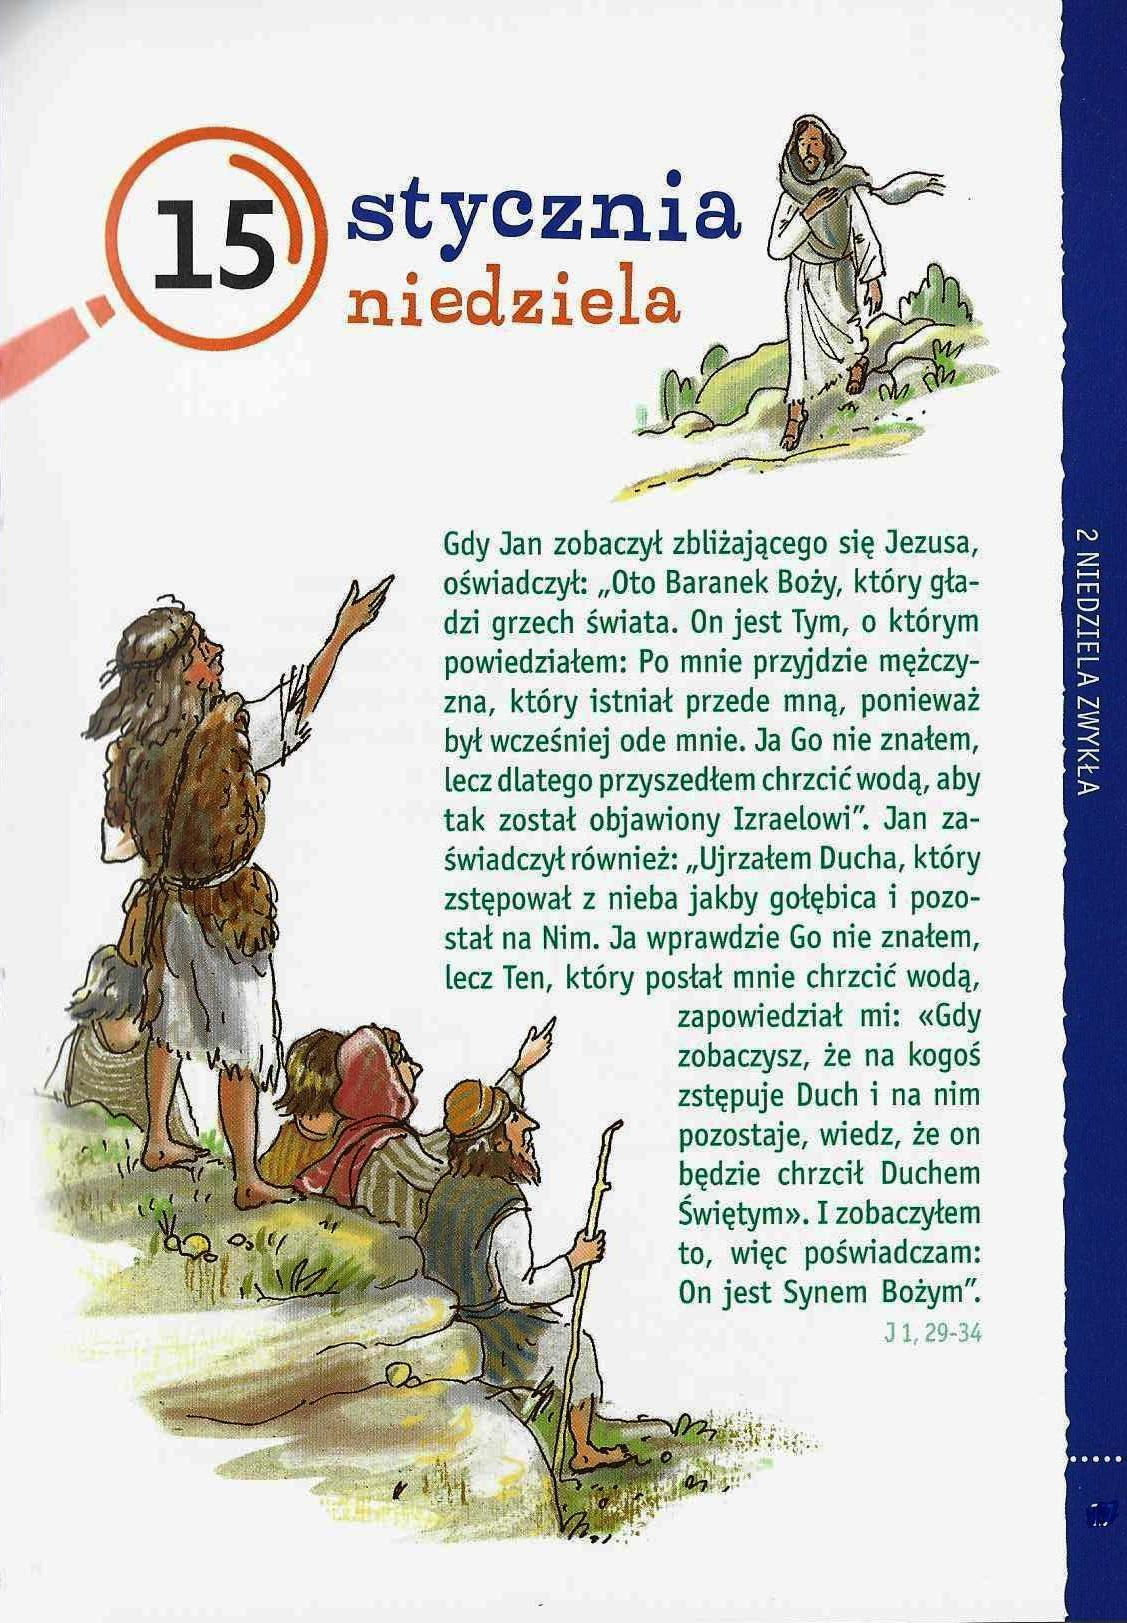 15
stycznia
niedziela
Gdy Jan zobaczył zbliżającego się Jezusa,
oświadczył: „Oto Baranek Boży, który gła-
dzi grzech świata. On jest Tym, o którym
powiedziałem: Po mnie przyjdzie mężczy-
zna, który istniał przede mną, ponieważ
był wcześniej ode mnie. Ja Go nie znałem,
lecz dlatego przyszedłem chrzcić wodą, aby
tak został objawiony Izraelowi”. Jan za-
świadczył również: „Ujrzałem Ducha, który
zstępował z nieba jakby gołębica i pozo-
stał na Nim. Ja wprawdzie Go nie znałem,
lecz Ten, który posłał mnie chrzcić wodą,
zapowiedział mi: «Gdy
zobaczysz, że na kogoś
zstępuje Duch i na nim
pozostaje, wiedz, że on
będzie chrzcił Duchem
Świętym». I zobaczyłem
to, więc poświadczam:
On jest Synem Bożym”.
J 1, 29-34
2 NIEDZIELA ZWYKŁA